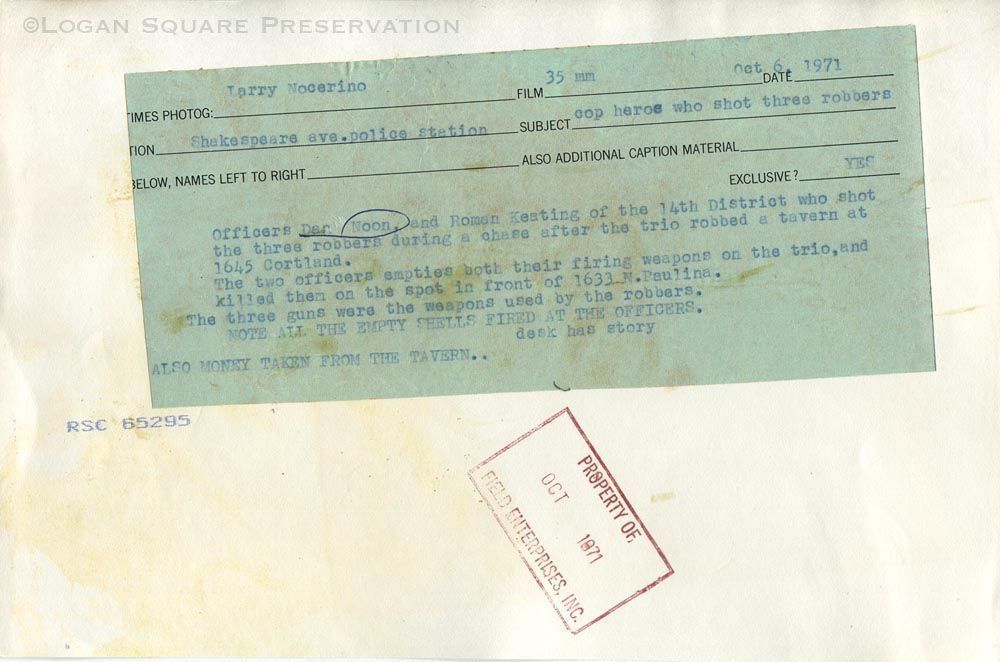 ©LOGAN SQUARE PRESERVATION
Larry Nocerino 35 mm Oct 6, 1971
TIMES PHOTOG: FILM DATE
Shakespeare ave.police station cop heroe who shot three robbers
TION SUBJECT
BELOW, NAMES LEFT TO RIGHT ALSO ADDITIONAL CAPTION MATERIAL
EXCLUSIVE? YES
Officers Dan Noon, and Roman Keating of the 14th District who shot
the three robbers during a chase after the trio robbed a tavern at
1645 Cortland.
The two officers empties both their firing weapons on the trio,and
killed them on the spot in front of 1633 N.Paulina.
The three guns were the weapons used by the robbers.
NOTE ALL THE EMPTY SHELLS FIRED AT THE OFFICERS.
desk has story
ALSO MONEY TAKEN FROM THE TAVERN..
RSC 65295
PROPERTY OF
OCT 1971
FIELD ENTERPRISES, INC.